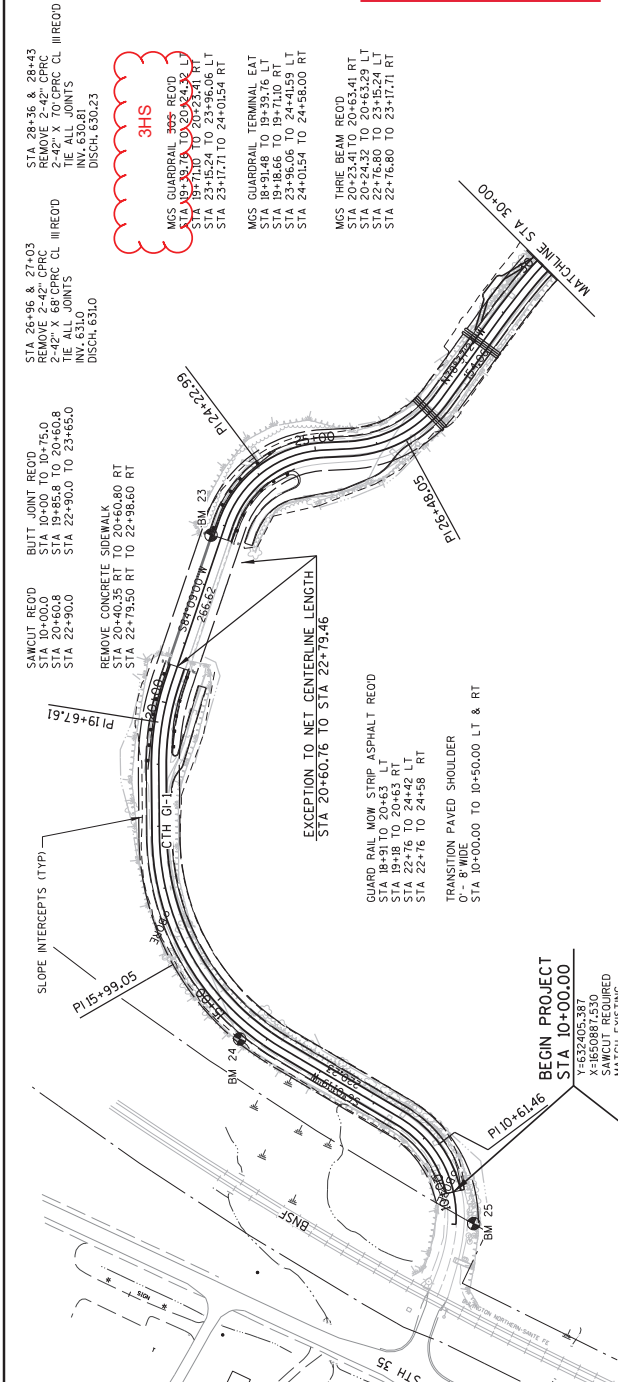 SAWCUT REQ'D
STA 10+00.0
STA 20+60.8
STA 22+90.0
BUTT JOINT REQ'D
STA 10+00 TO 10+75.0
STA 19+85.8 TO 20+60.8
STA 22+90.0 TO 23+65.0
REMOVE CONCRETE SIDEWALK
STA 20+40.35 RT TO 20+60.80 RT
STA 22+79.50 RT TO 22+98.60 RT
STA 26+96 & 27+03
REMOVE 2-42" CPRC
2-42" X 68' CPRC CL III REQ'D
TIE ALL JOINTS
INV. 631.0
DISCH. 631.0
STA 28+36 & 28+43
REMOVE 2-42" CPRC
2-42" X 70' CPRC CL III REQ'D
TIE ALL JOINTS
INV. 630.81
DISCH. 630.23
3HS
MGS GUARDRAIL 3GS REQ'D
STA 19+39.76 TO 20+24.32 LT
STA 19+71.10 TO 20+23.41 RT
STA 23+15.24 TO 23+96.06 LT
STA 23+17.71 TO 24+01.54 RT
MGS GUARDRAIL TERMINAL EAT
STA 18+91.48 TO 19+39.76 LT
STA 19+18.66 TO 19+71.10 RT
STA 23+96.06 TO 24+41.59 LT
STA 24+01.54 TO 24+58.00 RT
MGS THRIE BEAM REQ'D
STA 20+23.41 TO 20+63.41 RT
STA 20+24.32 TO 20+63.29 LT
STA 22+76.80 TO 23+15.24 LT
STA 22+76.80 TO 23+17.71 RT
SLOPE INTERCEPTS (TYP)
PI 15+99.05
PI 19+67.61
PI 24+22.99
BM 23
BM 24
15+00
CTH GI-1
20+00
S84°09'00"W
266.62
25+00
154.00
MATCHLINE STA 30+00
PI 26+48.05
EXCEPTION TO NET CENTERLINE LENGTH
STA 20+60.76 TO STA 22+79.46
GUARD RAIL MOW STRIP ASPHALT REQ'D
STA 18+91 TO 20+63 LT
STA 19+18 TO 20+63 RT
STA 22+76 TO 24+42 LT
STA 22+76 TO 24+58 RT
TRANSITION PAVED SHOULDER
0' - 8' WIDE
STA 10+00.00 TO 10+50.00 LT & RT
220.23
PI 10+61.46
BEGIN PROJECT
STA 10+00.00
Y=632405.387
X=1650887.530
SAWCUT REQUIRED
MATCH EXISTING
BM 25
BNSF
BURLINGTON NORTHERN-SANTE FE
STH 35
SIGN